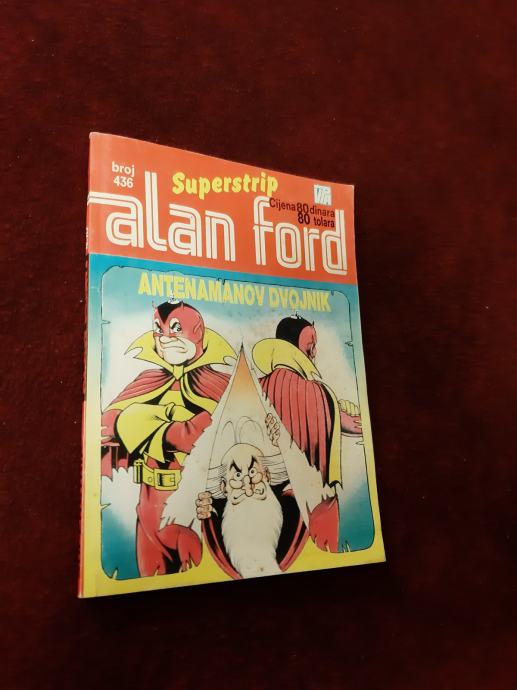 broj
436
Superstrip
Cijena 80 dinara
80 tolara
alan ford
ANTENAMANOV DVOJNIK